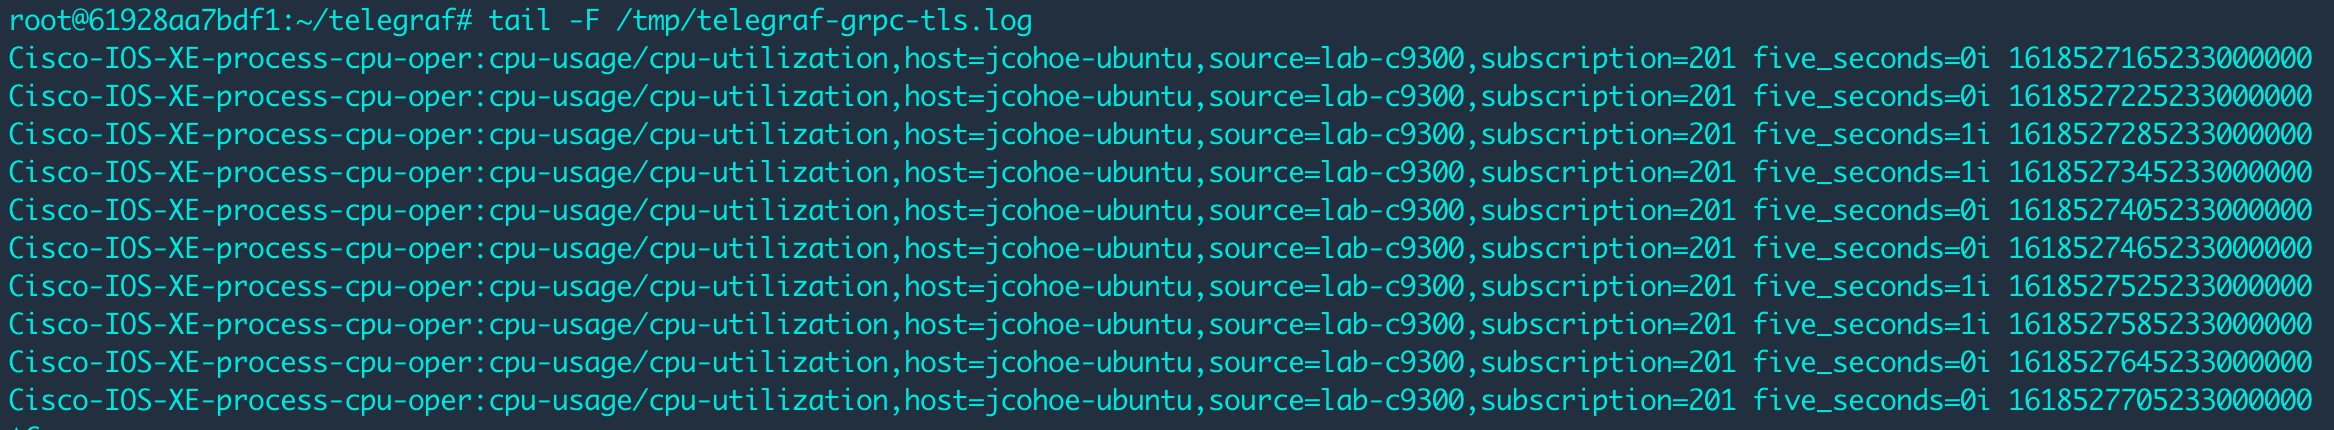 root@61928aa7bdf1:~/telegraf# tail -F /tmp/telegraf-grpc-tls.log
Cisco-IOS-XE-process-cpu-oper:cpu-usage/cpu-utilization,host=jcohoe-ubuntu,source=lab-c9300,subscription=201 five_seconds=0i 1618527165233000000
Cisco-IOS-XE-process-cpu-oper:cpu-usage/cpu-utilization,host=jcohoe-ubuntu,source=lab-c9300,subscription=201 five_seconds=0i 1618527225233000000
Cisco-IOS-XE-process-cpu-oper:cpu-usage/cpu-utilization,host=jcohoe-ubuntu,source=lab-c9300,subscription=201 five_seconds=1i 1618527285233000000
Cisco-IOS-XE-process-cpu-oper:cpu-usage/cpu-utilization,host=jcohoe-ubuntu,source=lab-c9300,subscription=201 five_seconds=1i 1618527345233000000
Cisco-IOS-XE-process-cpu-oper:cpu-usage/cpu-utilization,host=jcohoe-ubuntu,source=lab-c9300,subscription=201 five_seconds=0i 1618527405233000000
Cisco-IOS-XE-process-cpu-oper:cpu-usage/cpu-utilization,host=jcohoe-ubuntu,source=lab-c9300,subscription=201 five_seconds=0i 1618527465233000000
Cisco-IOS-XE-process-cpu-oper:cpu-usage/cpu-utilization,host=jcohoe-ubuntu,source=lab-c9300,subscription=201 five_seconds=1i 1618527525233000000
Cisco-IOS-XE-process-cpu-oper:cpu-usage/cpu-utilization,host=jcohoe-ubuntu,source=lab-c9300,subscription=201 five_seconds=1i 1618527585233000000
Cisco-IOS-XE-process-cpu-oper:cpu-usage/cpu-utilization,host=jcohoe-ubuntu,source=lab-c9300,subscription=201 five_seconds=0i 1618527645233000000
Cisco-IOS-XE-process-cpu-oper:cpu-usage/cpu-utilization,host=jcohoe-ubuntu,source=lab-c9300,subscription=201 five_seconds=0i 1618527705233000000